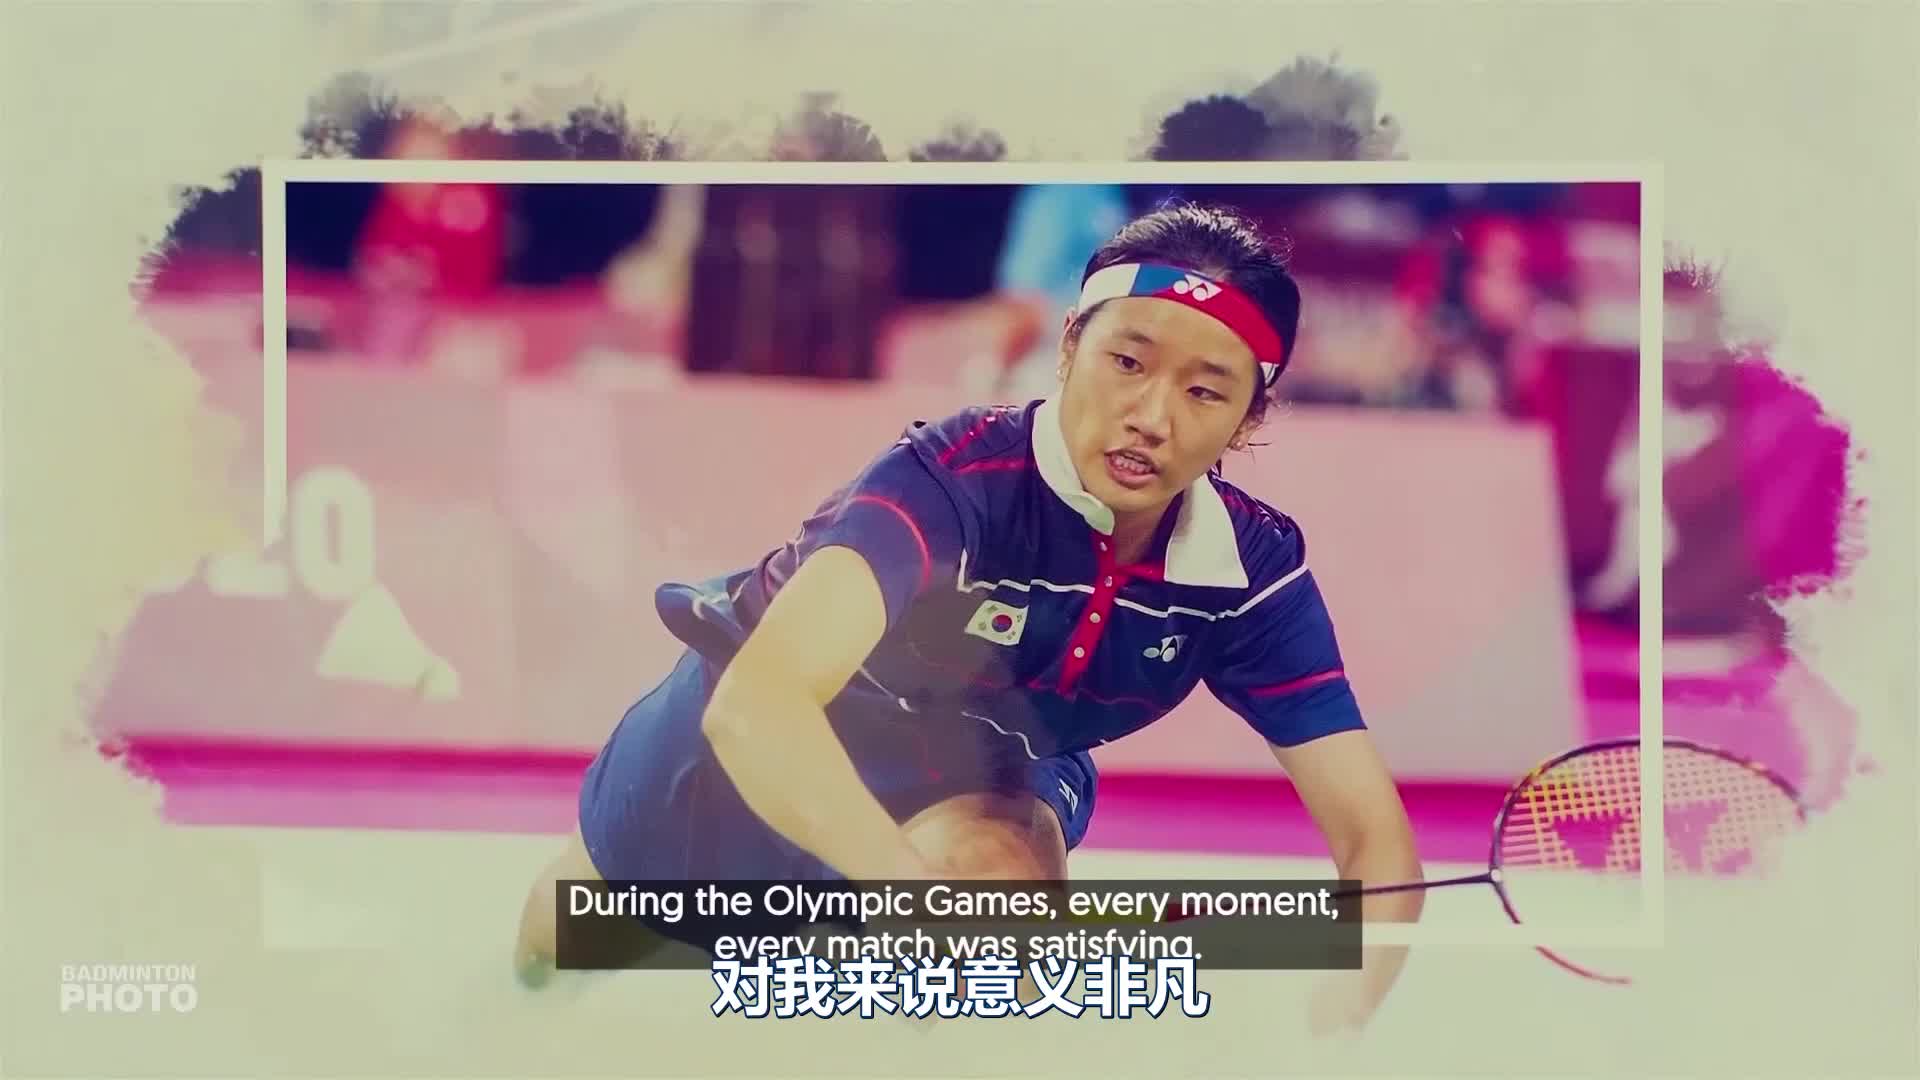 20
During the Olympic Games, every moment,
every match was satisfying.
对我来说意义非凡
BADMINTON
PHOTO